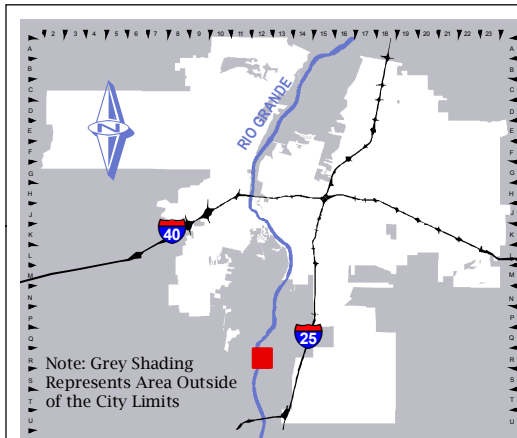 2 3 4 5 6 7 8 9 10 11 12 13 14 15 16 17 18 19 20 21 22 23
A A
B B
C C
D D
E E
F F
G G
H H
J J
K K
L L
M M
N N
P P
Q Q
R R
S S
T T
U U
N
RIO GRANDE
40
25
Note: Grey Shading
Represents Area Outside
of the City Limits